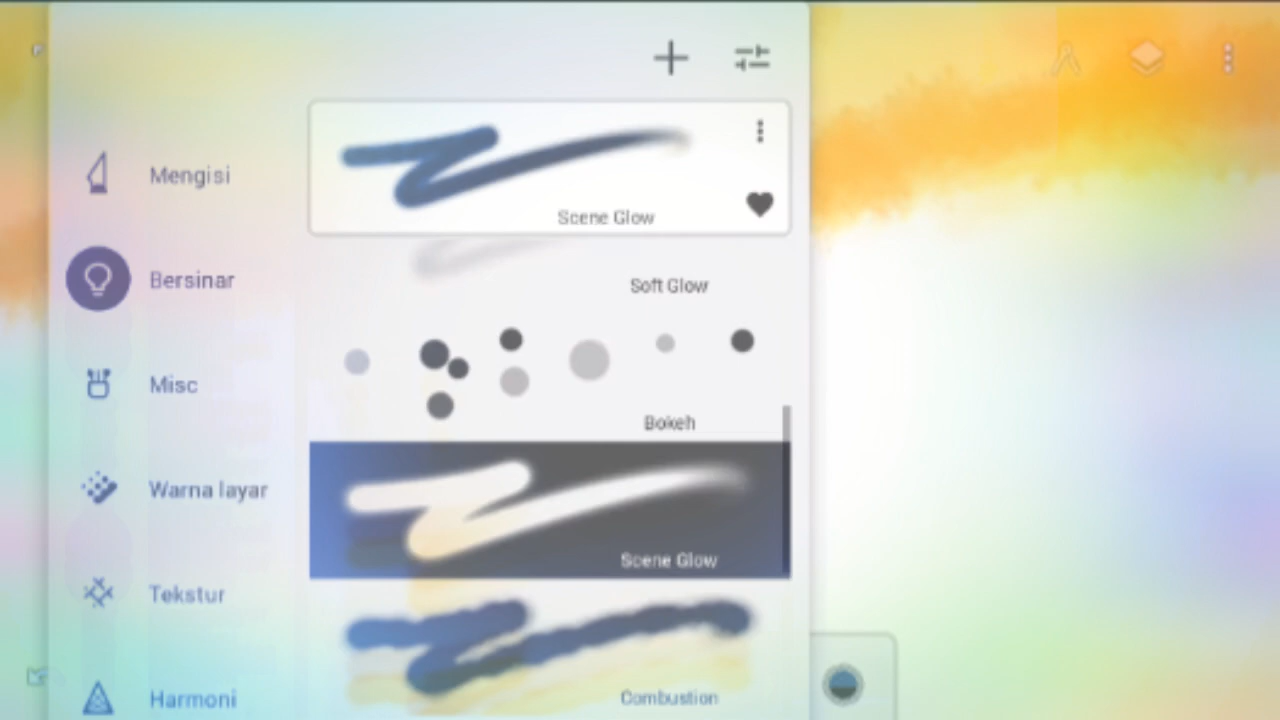 Mengisi
Bersinar
Misc
Warna layar
Tekstur
Harmoni
Scene Glow
Soft Glow
Bokeh
Scene Glow
Combustion